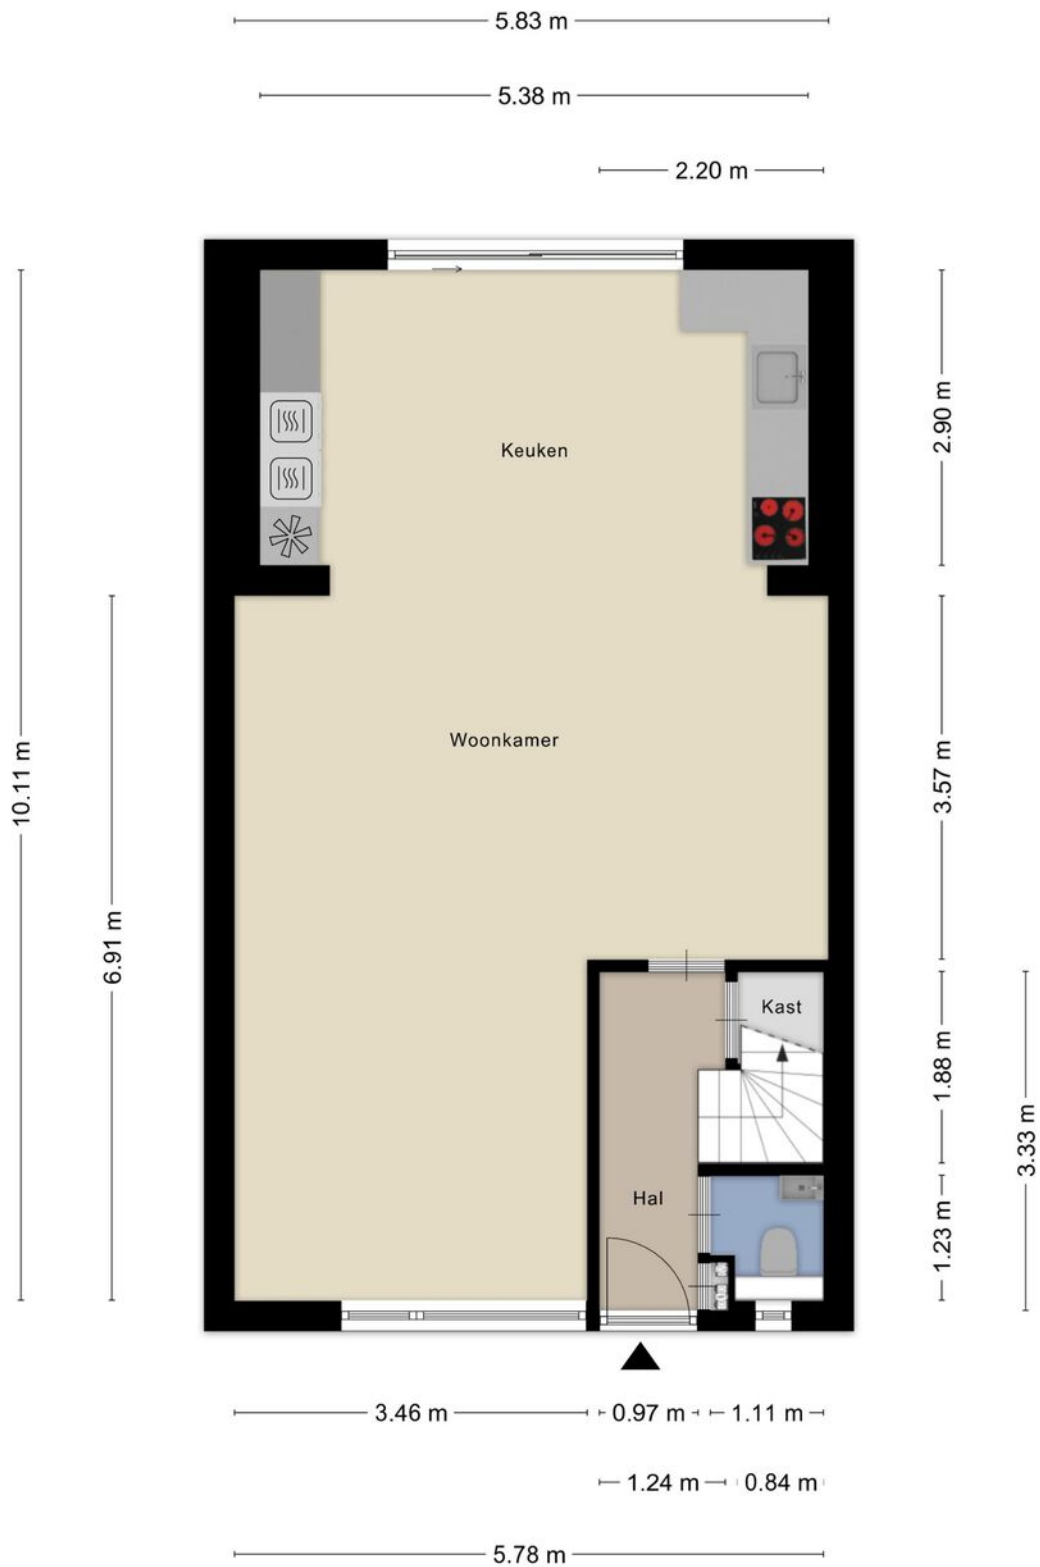 5.83 m
5.38 m
2.20 m
2.90 m
Keuken
Woonkamer
3.57 m
10.11 m
6.91 m
Kast
1.88 m
3.33 m
Hal
1.23 m
3.46 m
0.97 m
1.11 m
1.24 m
0.84 m
5.78 m